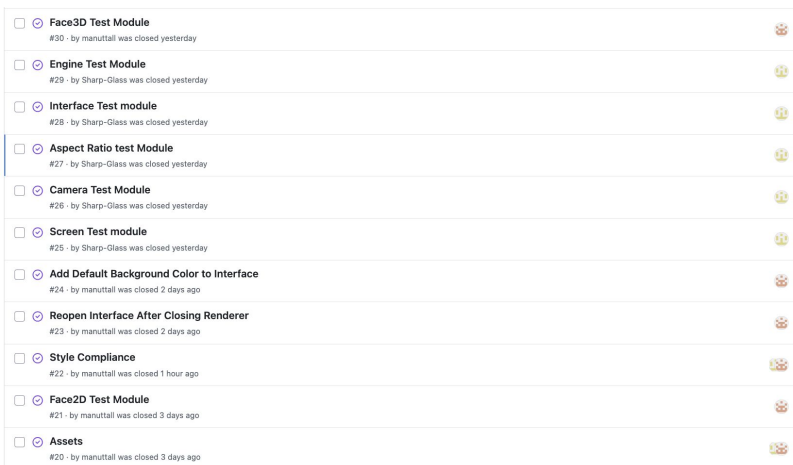 Face3D Test Module
#30 · by manuttall was closed yesterday
Engine Test Module
#29 · by Sharp-Glass was closed yesterday
Interface Test module
#28 · by Sharp-Glass was closed yesterday
Aspect Ratio test Module
#27 · by Sharp-Glass was closed yesterday
Camera Test Module
#26 · by Sharp-Glass was closed yesterday
Screen Test module
#25 · by Sharp-Glass was closed yesterday
Add Default Background Color to Interface
#24 · by manuttall was closed 2 days ago
Reopen Interface After Closing Renderer
#23 · by manuttall was closed 2 days ago
Style Compliance
#22 · by manuttall was closed 1 hour ago
Face2D Test Module
#21 · by manuttall was closed 3 days ago
Assets
#20 · by manuttall was closed 3 days ago